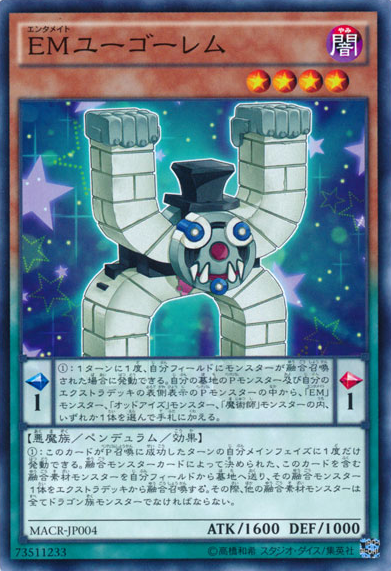 エンタメイト
EMユーゴーレム
やみ
闇
①:1ターンに1度、自分フィールドにモンスターが融合召喚
された場合に発動できる。自分の墓地のPモンスター及び自分の
エクストラデッキの表側表示のPモンスターの中から、「EM」
モンスター、「オッドアイズ」モンスター、「魔術師」モンスターの内、
いずれか1体を選んで手札に加える。
1
1
【悪魔族/ペンデュラム/効果】
①:このカードがP召喚に成功したターンの自分メインフェイズに1度だけ
発動できる。融合モンスターカードによって決められた、このカードを含む
融合素材モンスターを自分フィールドから墓地へ送り、その融合モンスター
1体をエクストラデッキから融合召喚する。その際、他の融合素材モンスターは
全てドラゴン族モンスターでなければならない。
MACR-JP004
ATK/1600 DEF/1000
73511233
©高橋和希 スタジオ・ダイス/集英社